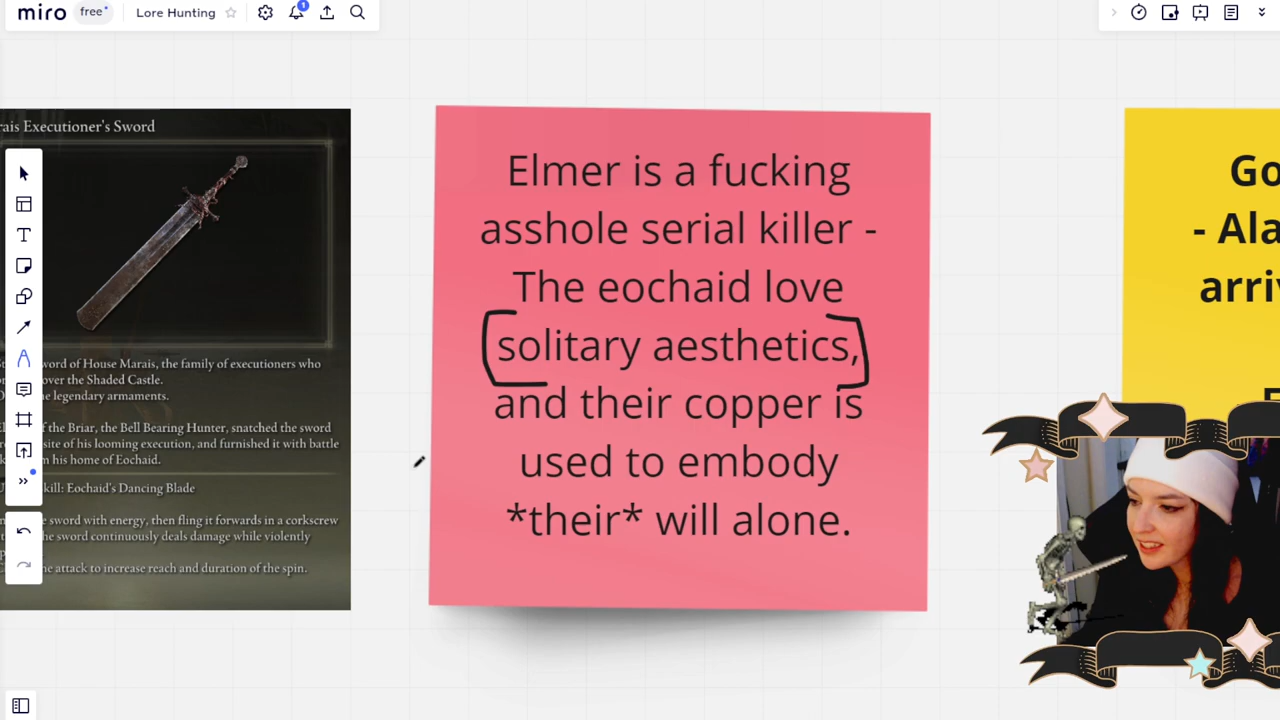 miro free Lore Hunting
1
rais Executioner's Sword
word of House Marais, the family of executioners who
over the Shaded Castle.
legendary armaments.
of the Briar, the Bell Bearing Hunter, snatched the sword
site of his looming execution, and furnished it with battle
his home of Eochaid.
kill: Eochaid's Dancing Blade
sword with energy, then fling it forwards in a corkscrew
the sword continuously deals damage while violently
attack to increase reach and duration of the spin.
Elmer is a fucking
asshole serial killer -
The eochaid love
solitary aesthetics,
and their copper is
used to embody
*their* will alone.
Go
- Ala
arriv